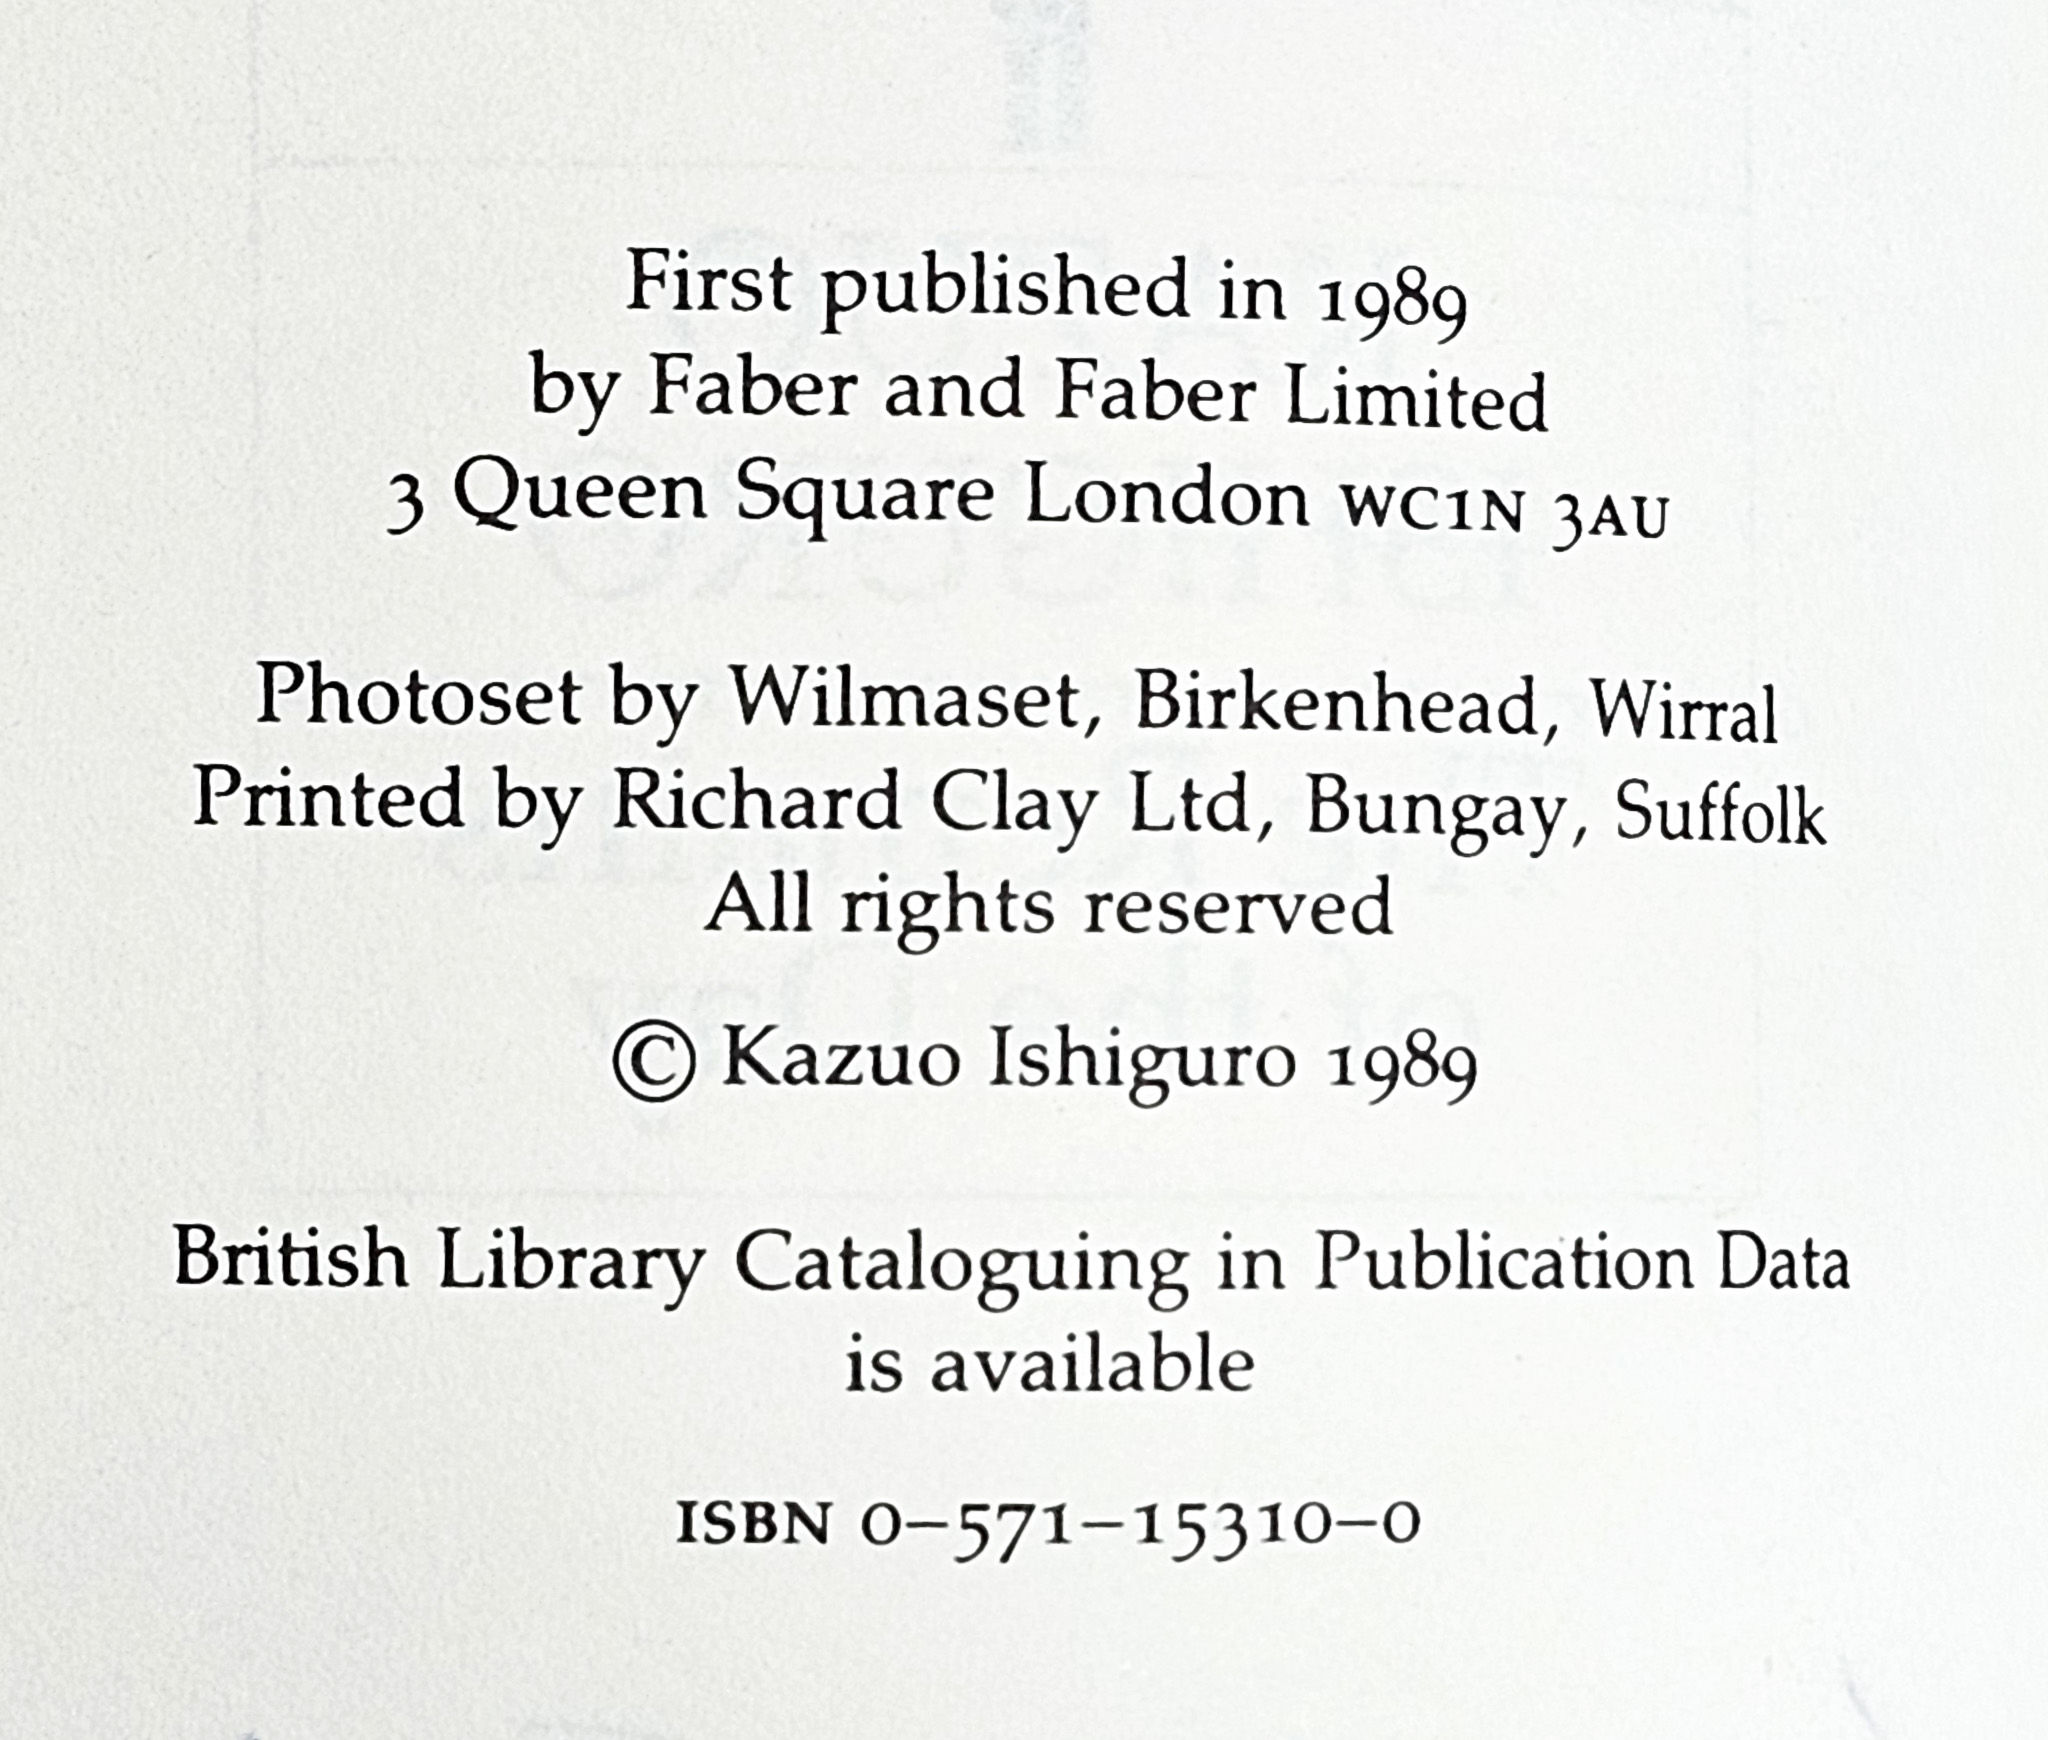 First published in 1989
by Faber and Faber Limited
3 Queen Square London WC1N 3AU
Photoset by Wilmaset, Birkenhead, Wirral
Printed by Richard Clay Ltd, Bungay, Suffolk
All rights reserved
© Kazuo Ishiguro 1989
British Library Cataloguing in Publication Data
is available
ISBN 0–571–15310–0